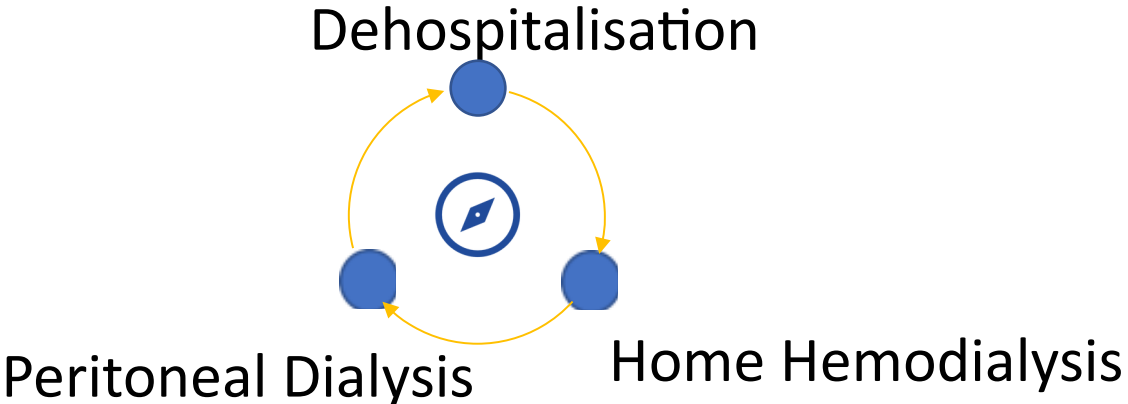 Dehospitalisation
Peritoneal Dialysis
Home Hemodialysis